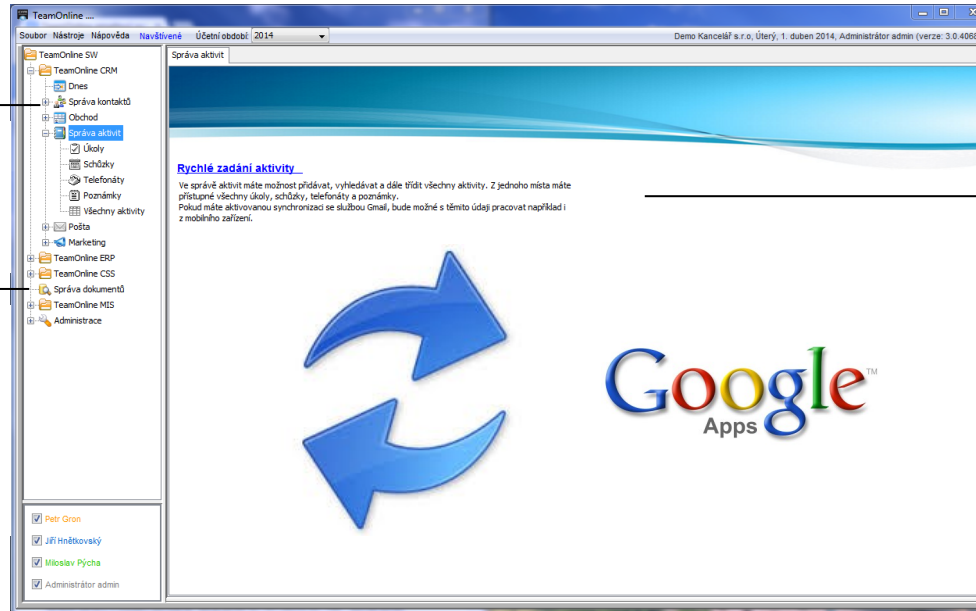 TeamOnline ....
Soubor Nástroje Nápověda Navštívené Účetní období: 2014
Demo Kancelář s.r.o, Úterý, 1. duben 2014, Administrátor admin (verze: 3.0.4068
TeamOnline SW
TeamOnline CRM
Dnes
Správa kontaktů
Obchod
Správa aktivit
Úkoly
Schůzky
Telefonáty
Poznámky
Všechny aktivity
Pošta
Marketing
TeamOnline ERP
TeamOnline CSS
Správa dokumentů
TeamOnline MIS
Administrace
Petr Gron
Jiří Hnětkovský
Miloslav Pýcha
Administrátor admin
Správa aktivit
Rychlé zadání aktivity
Ve správě aktivit máte možnost přidávat, vyhledávat a dále třídit všechny aktivity. Z jednoho místa máte
přístupné všechny úkoly, schůzky, telefonáty a poznámky.
Pokud máte aktivovanou synchronizaci se službou Gmail, bude možné s těmito údaji pracovat například i
z mobilního zařízení.
Google™
Apps